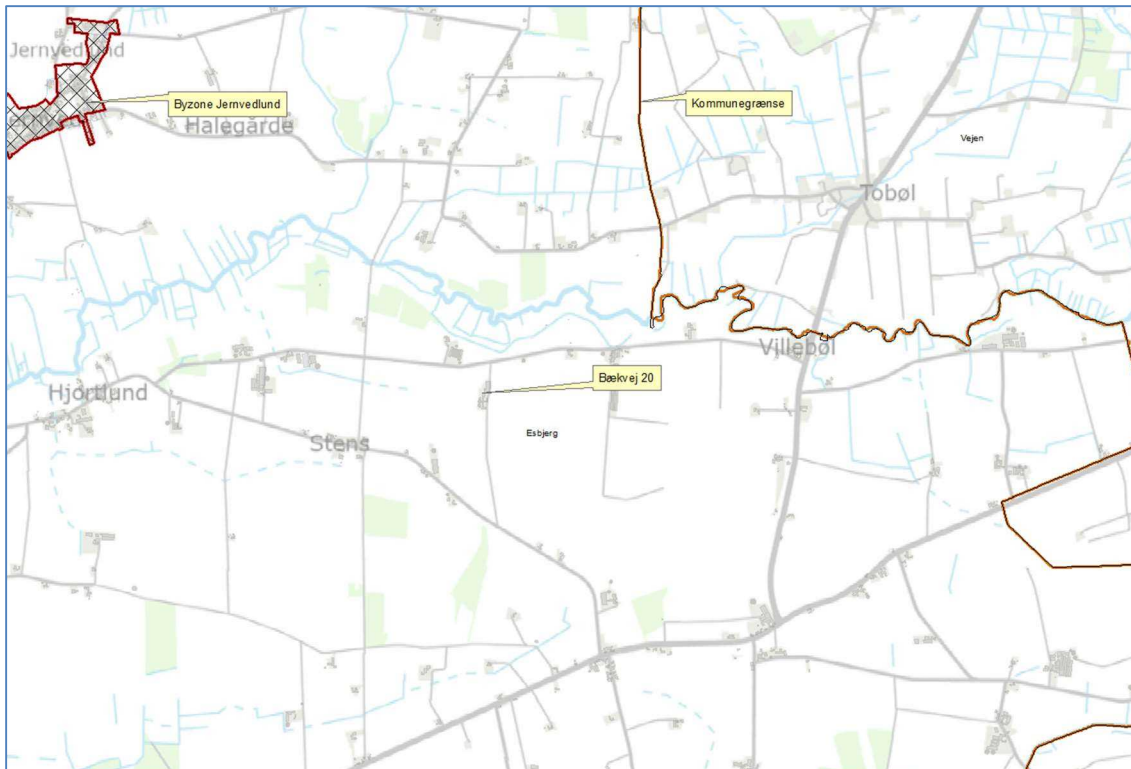 Jernvedlund
Byzone Jernvedlund
Kommunegrænse
Halegårde
Vejen
Tobøl
Villebøl
Bækvej 20
Hjortlund
Esbjerg
Stens